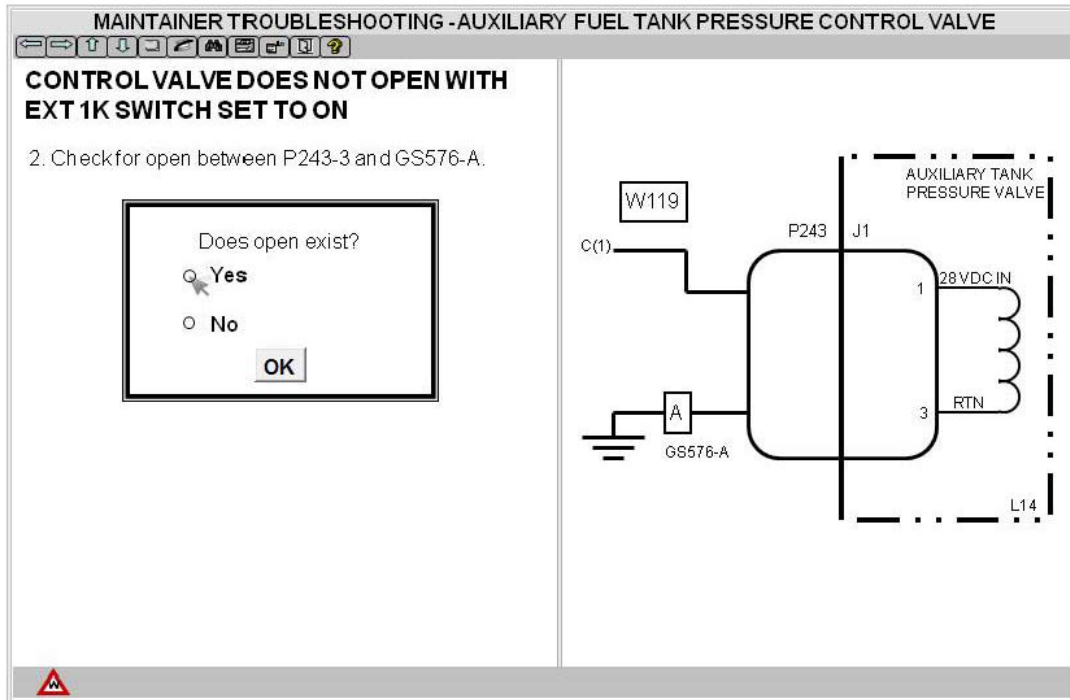 MAINTAINER TROUBLESHOOTING - AUXILIARY FUEL TANK PRESSURE CONTROL VALVE
CONTROL VALVE DOES NOT OPEN WITH
EXT 1K SWITCH SET TO ON
2. Check for open between P243-3 and GS576-A.
Does open exist?
Yes
No
OK
AUXILIARY TANK
PRESSURE VALVE
W119
P243
J1
C(1)
1
28 VDC IN
A
3
RTN
GS576-A
L14
W